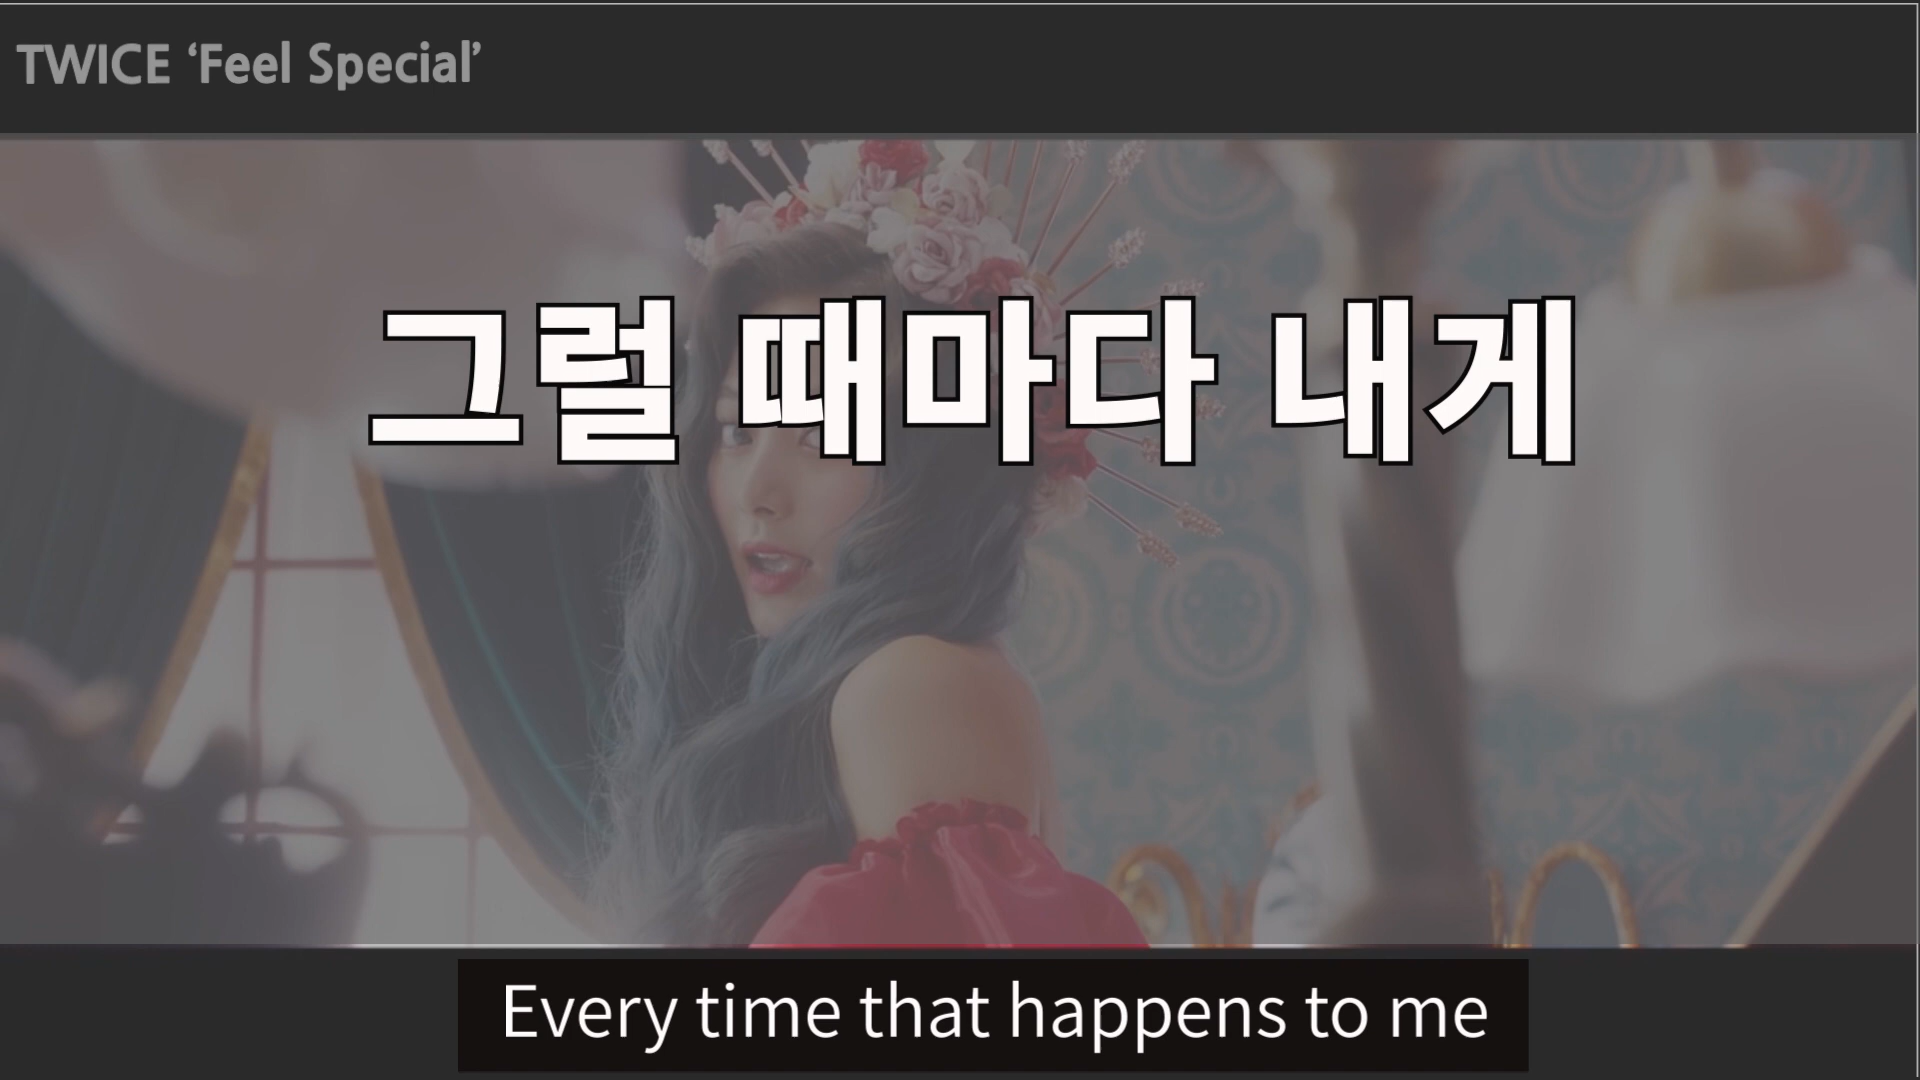 TWICE ‘Feel Special’
그럴 때마다 내게
Every time that happens to me